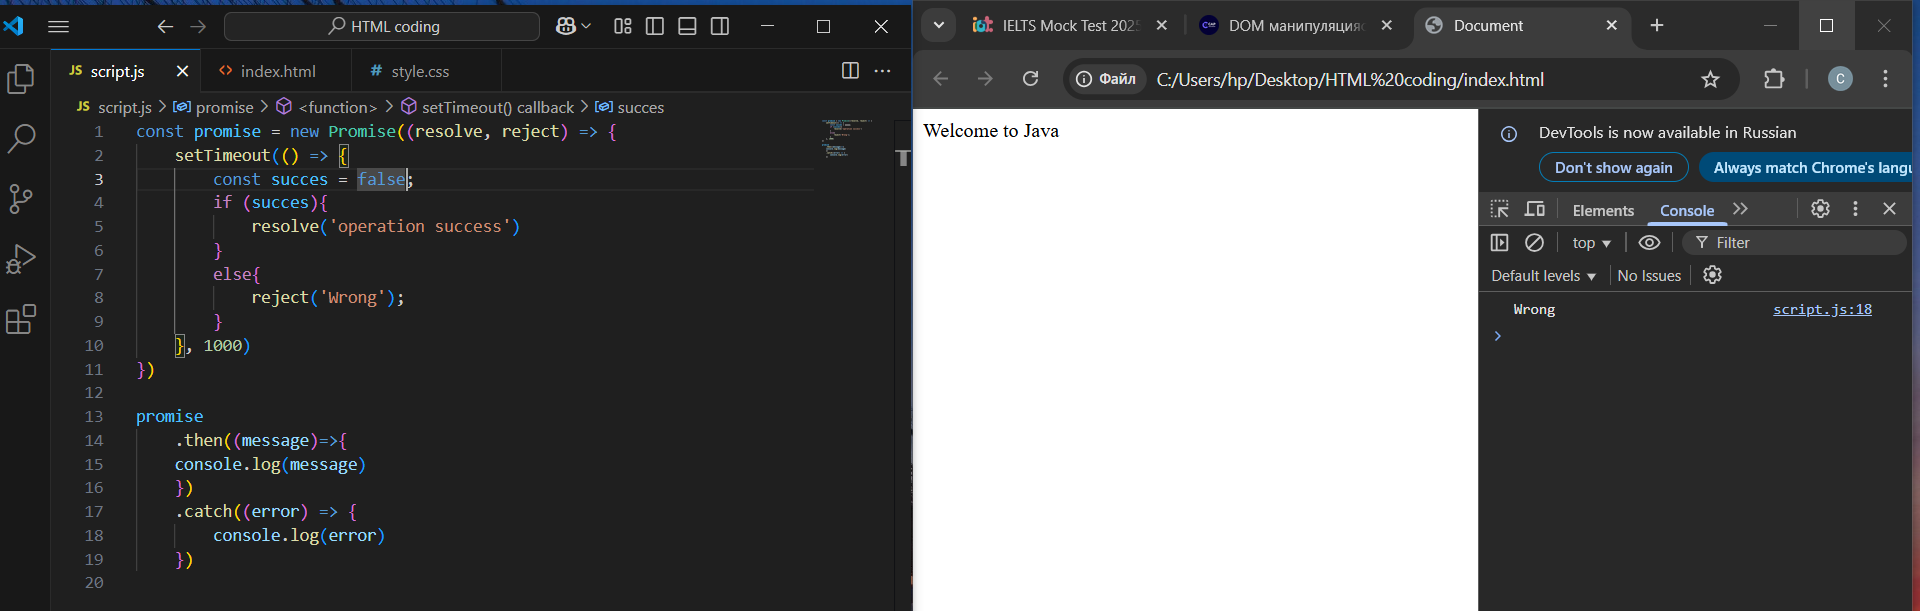 HTML coding
script.js
index.html
style.css
script.js > promise > <function> > setTimeout() callback > succes
1 const promise = new Promise((resolve, reject) => {
2 setTimeout(() => {
3 const succes = false;
4 if (succes){
5 resolve('operation success')
6 }
7 else{
8 reject('Wrong');
9 }
10 }, 1000)
11 })
12
13 promise
14 .then((message)=>{
15 console.log(message)
16 })
17 .catch((error) => {
18 console.log(error)
19 })
20
IELTS Mock Test 2025
DOM манипуляция
Document
Файл C:/Users/hp/Desktop/HTML%20coding/index.html
C
Welcome to Java
DevTools is now available in Russian
Don't show again
Always match Chrome's langu
Elements
Console
top
Filter
Default levels
No Issues
Wrong script.js:18